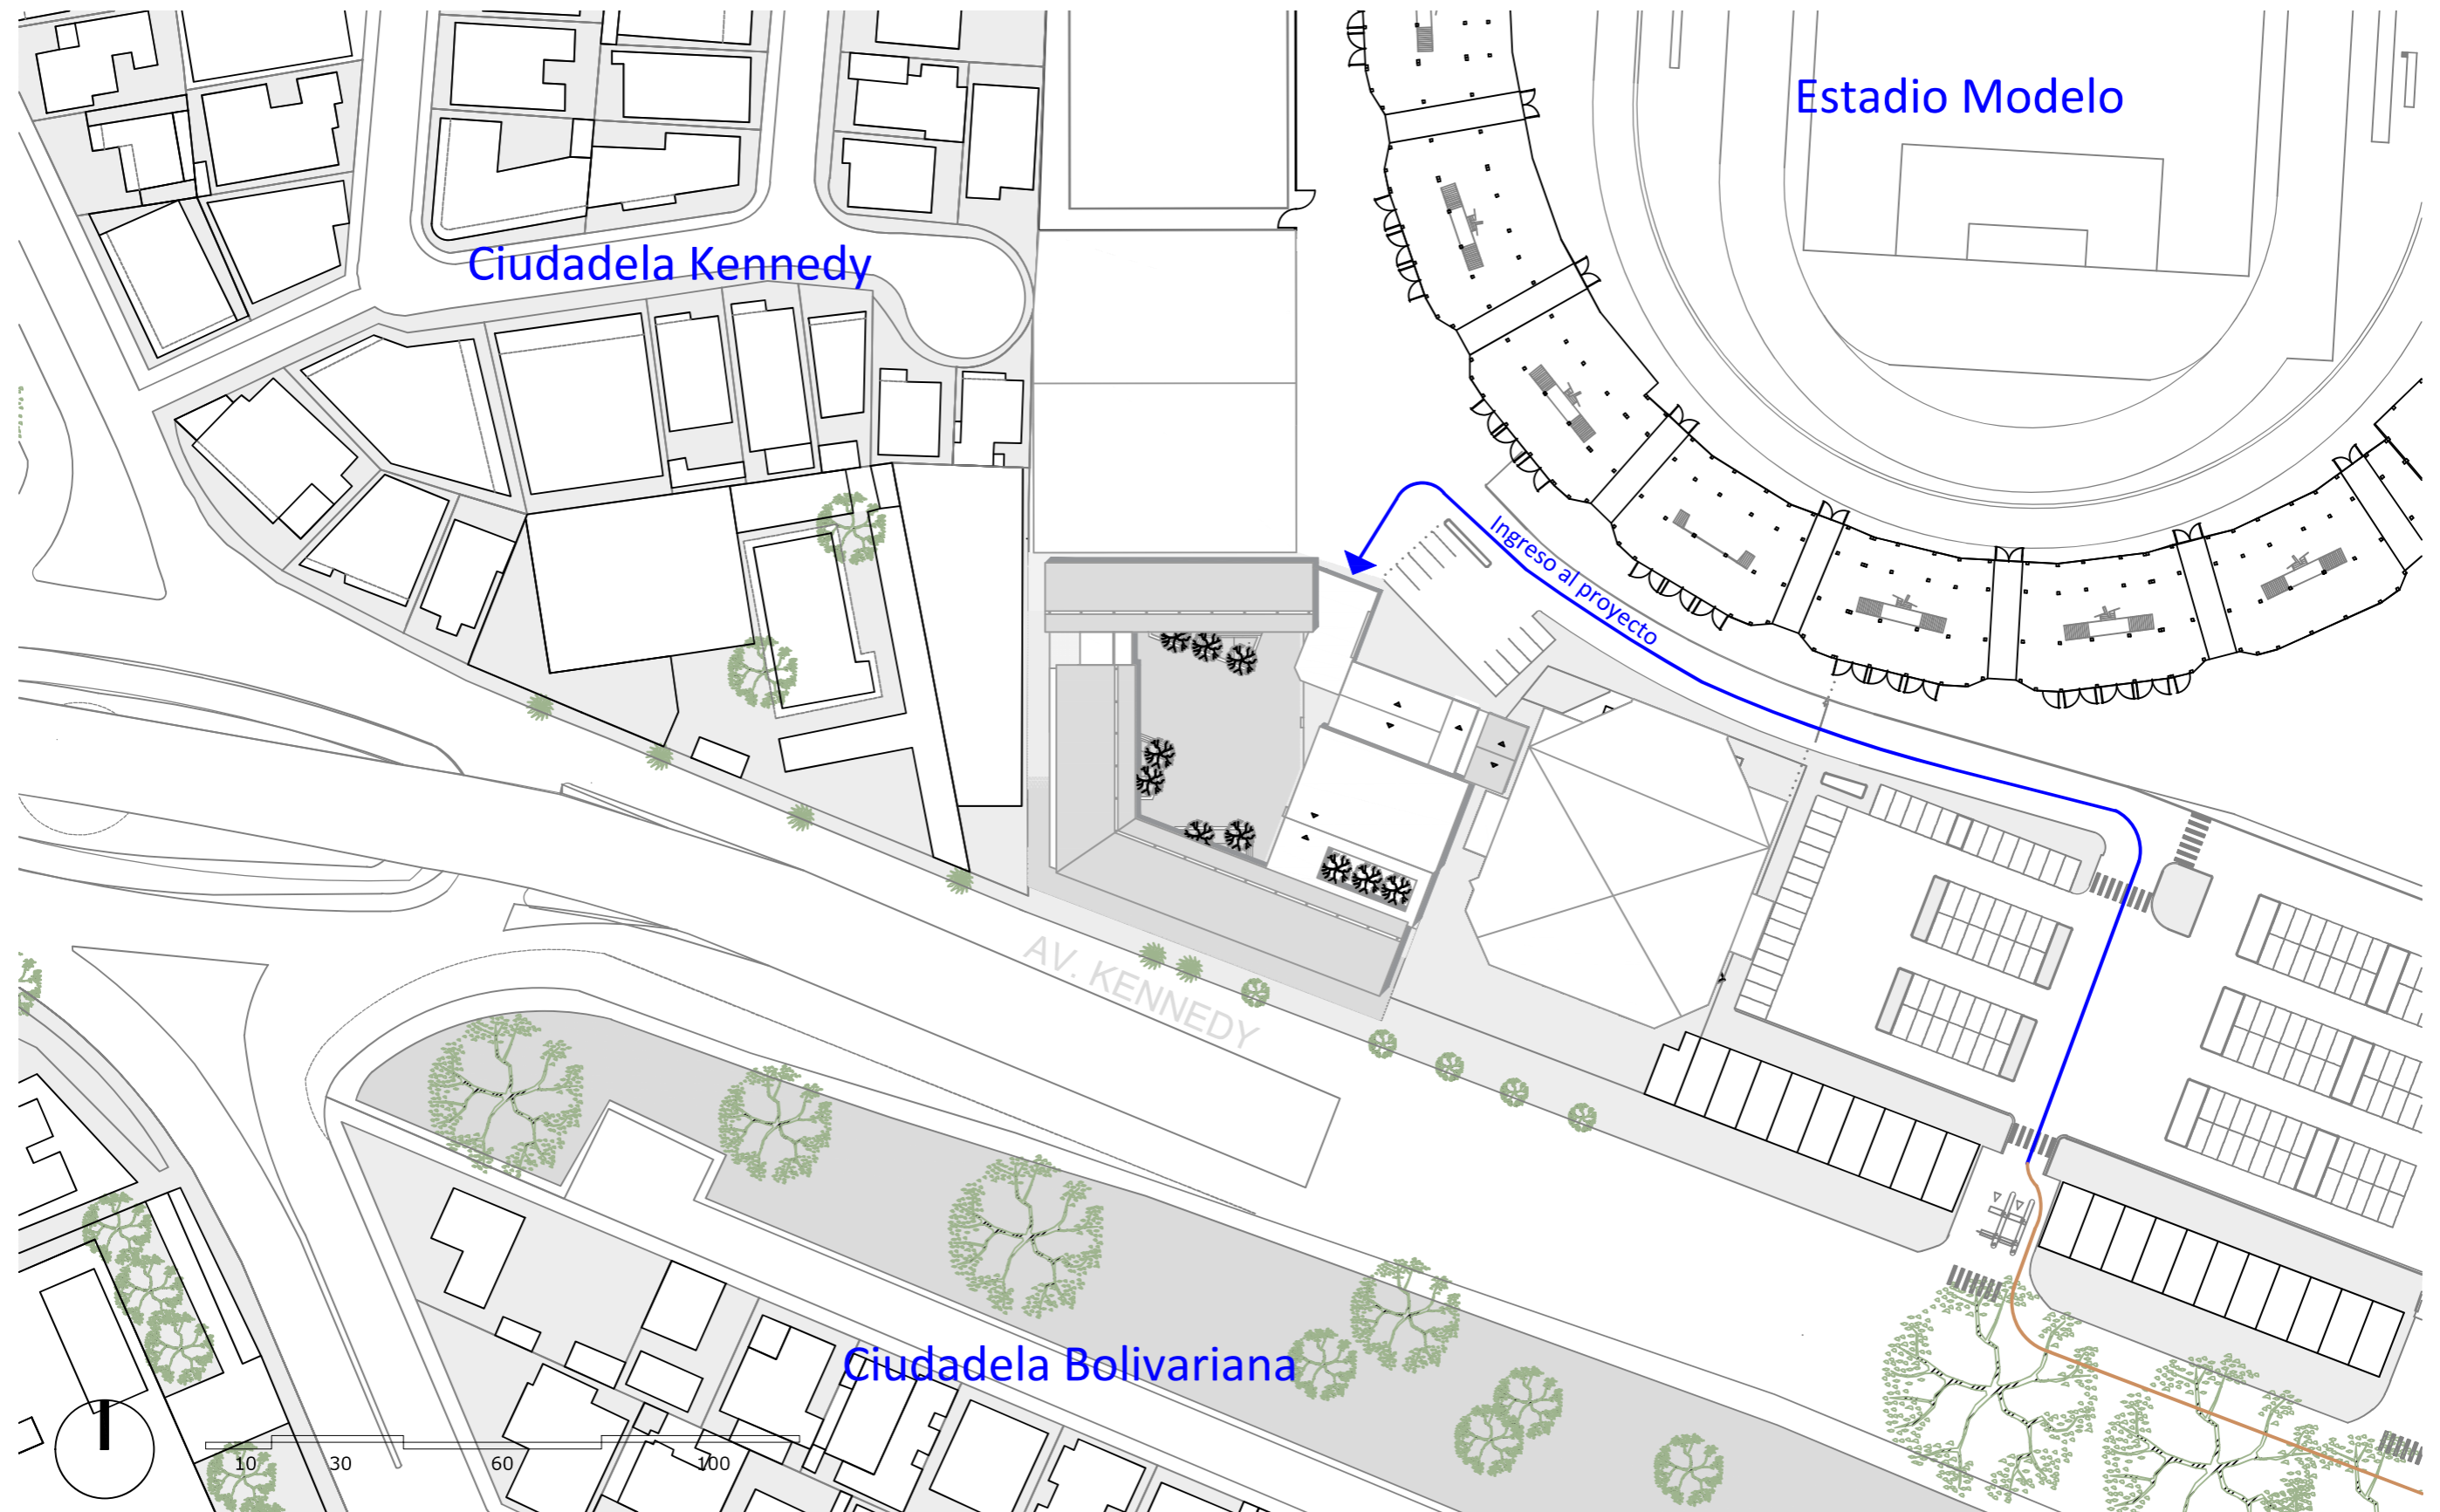 Estadio Modelo
Ciudadela Kennedy
Ingreso al proyecto
AV. KENNEDY
Ciudadela Bolivariana
10 30 60 100